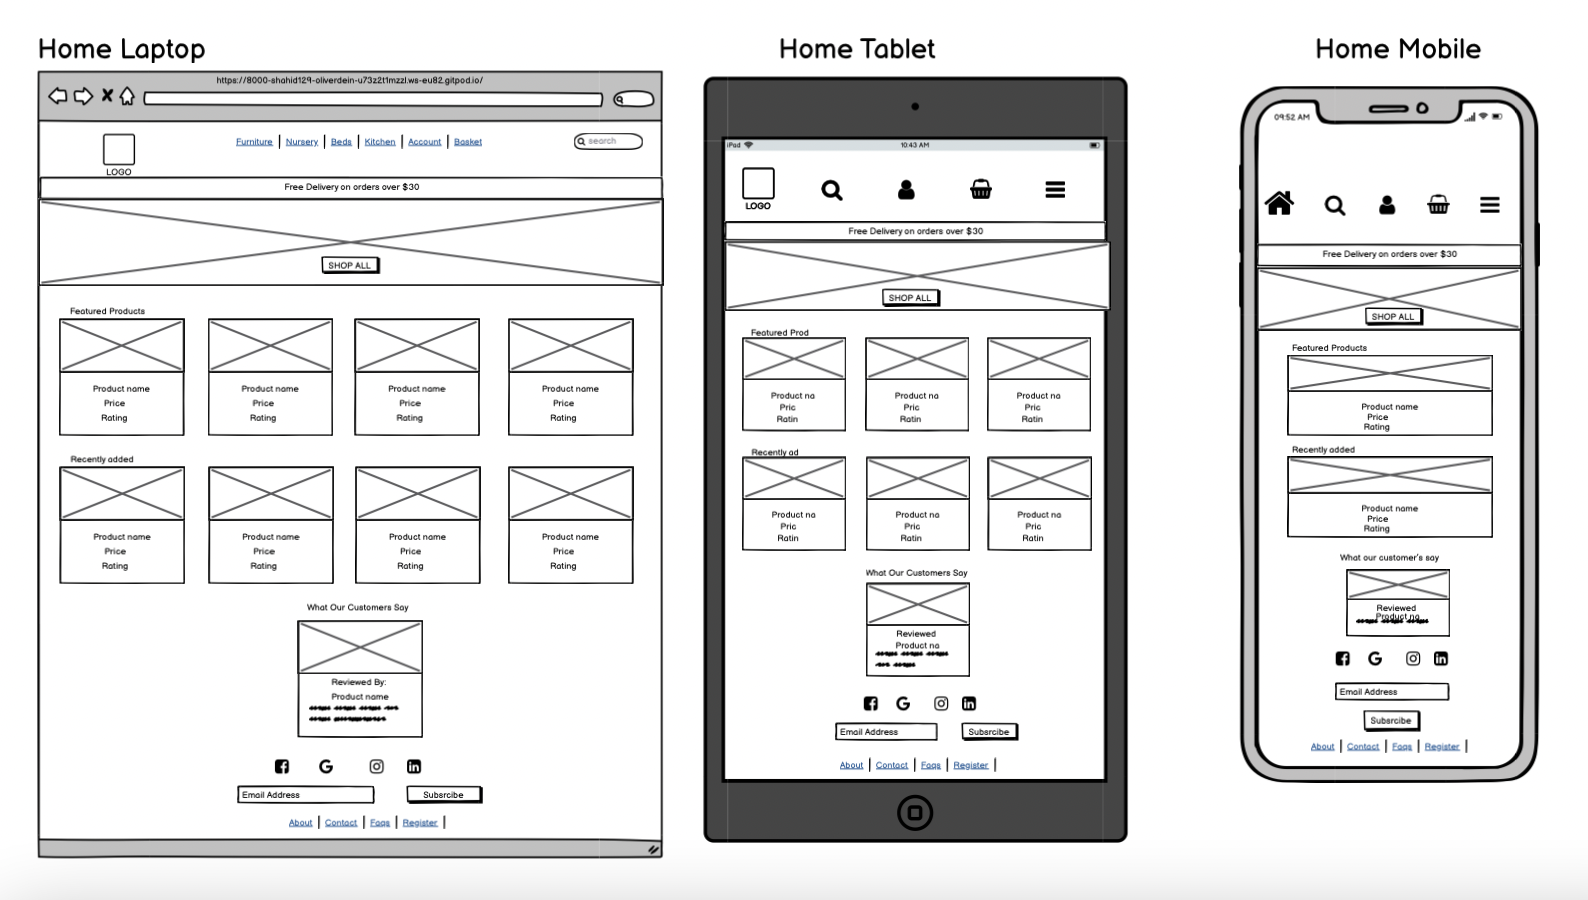 Home Laptop
https://8000-shahid129-oliverdein-u73z2t1mzzl.ws-eu82.gitpod.io/
Furniture | Nursery | Beds | Kitchen | Account | Basket
search
LOGO
Free Delivery on orders over $30
SHOP ALL
Featured Products
Product name Product name Product name Product name
Price Price Price Price
Rating Rating Rating Rating
Recently added
Product name Product name Product name Product name
Price Price Price Price
Rating Rating Rating Rating
What Our Customers Say
Reviewed By:
Product name
Email Address Subsrcibe
About | Contact | Faqs | Register |
Home Tablet
iPad 10:43 AM
LOGO
Free Delivery on orders over $30
SHOP ALL
Featured Prod
Product na Product na Product na
Pric Pric Pric
Ratin Ratin Ratin
Recently ad
Product na Product na Product na
Pric Pric Pric
Ratin Ratin Ratin
What Our Customers Say
Reviewed
Product na
Email Address Subsrcibe
About | Contact | Faqs | Register |
Home Mobile
09:52 AM
Free Delivery on orders over $30
SHOP ALL
Featured Products
Product name
Price
Rating
Recently added
Product name
Price
Rating
What our customer's say
Reviewed
Product na
Email Address
Subsrcibe
About | Contact | Faqs | Register |